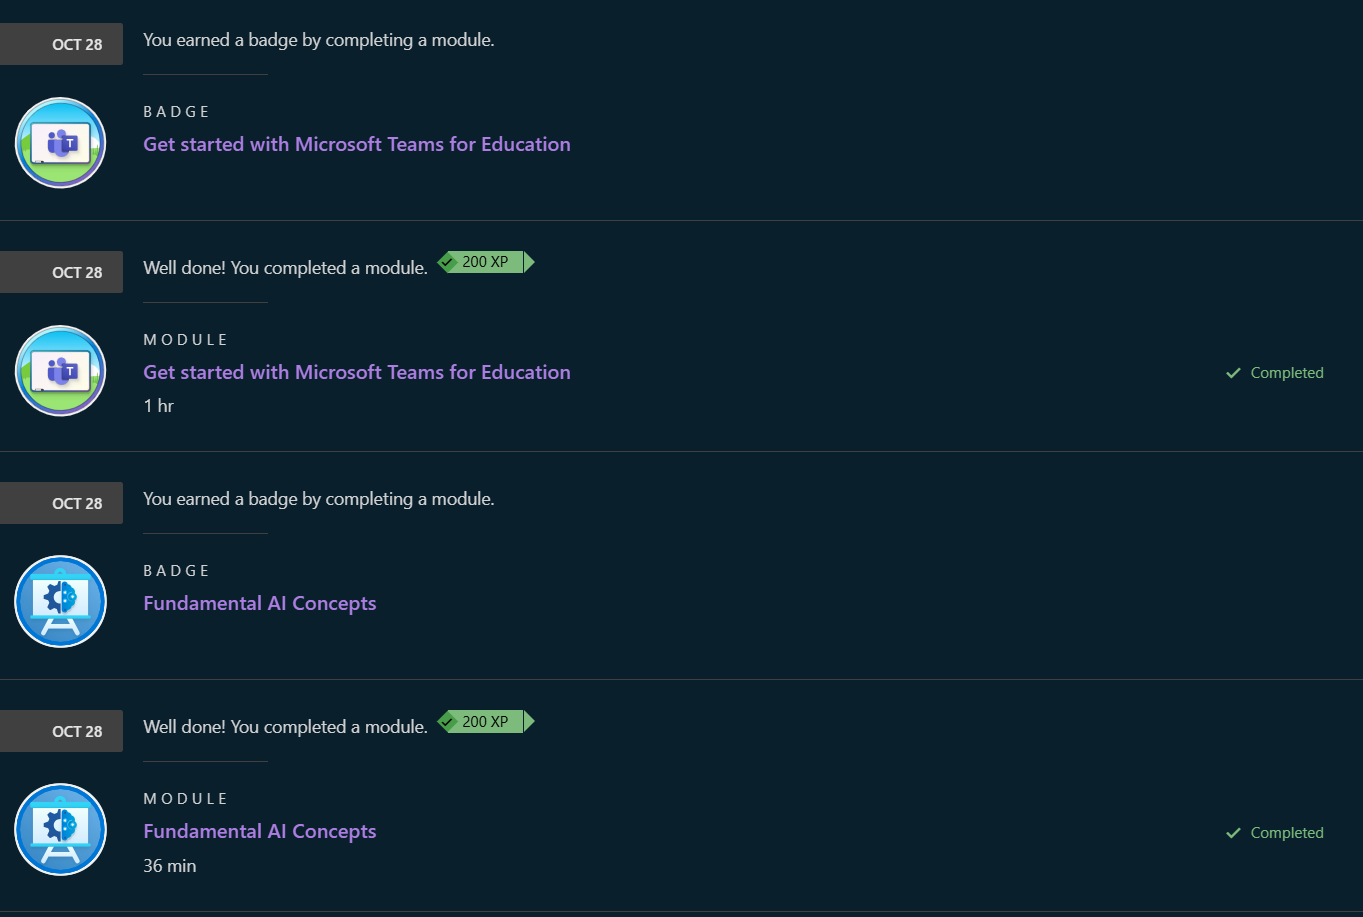 OCT 28
You earned a badge by completing a module.
BADGE
Get started with Microsoft Teams for Education
OCT 28
Well done! You completed a module.
200 XP
MODULE
Get started with Microsoft Teams for Education
Completed
1 hr
OCT 28
You earned a badge by completing a module.
BADGE
Fundamental AI Concepts
OCT 28
Well done! You completed a module.
200 XP
MODULE
Fundamental AI Concepts
Completed
36 min